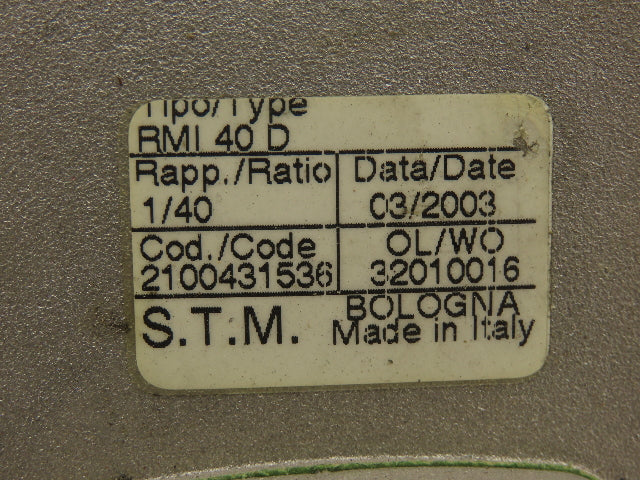 Tipo/Type
RMI 40 D
Rapp./Ratio Data/Date
1/40 03/2003
Cod./Code OL/WO
2100431536 32010016
S.T.M. BOLOGNA
Made in Italy